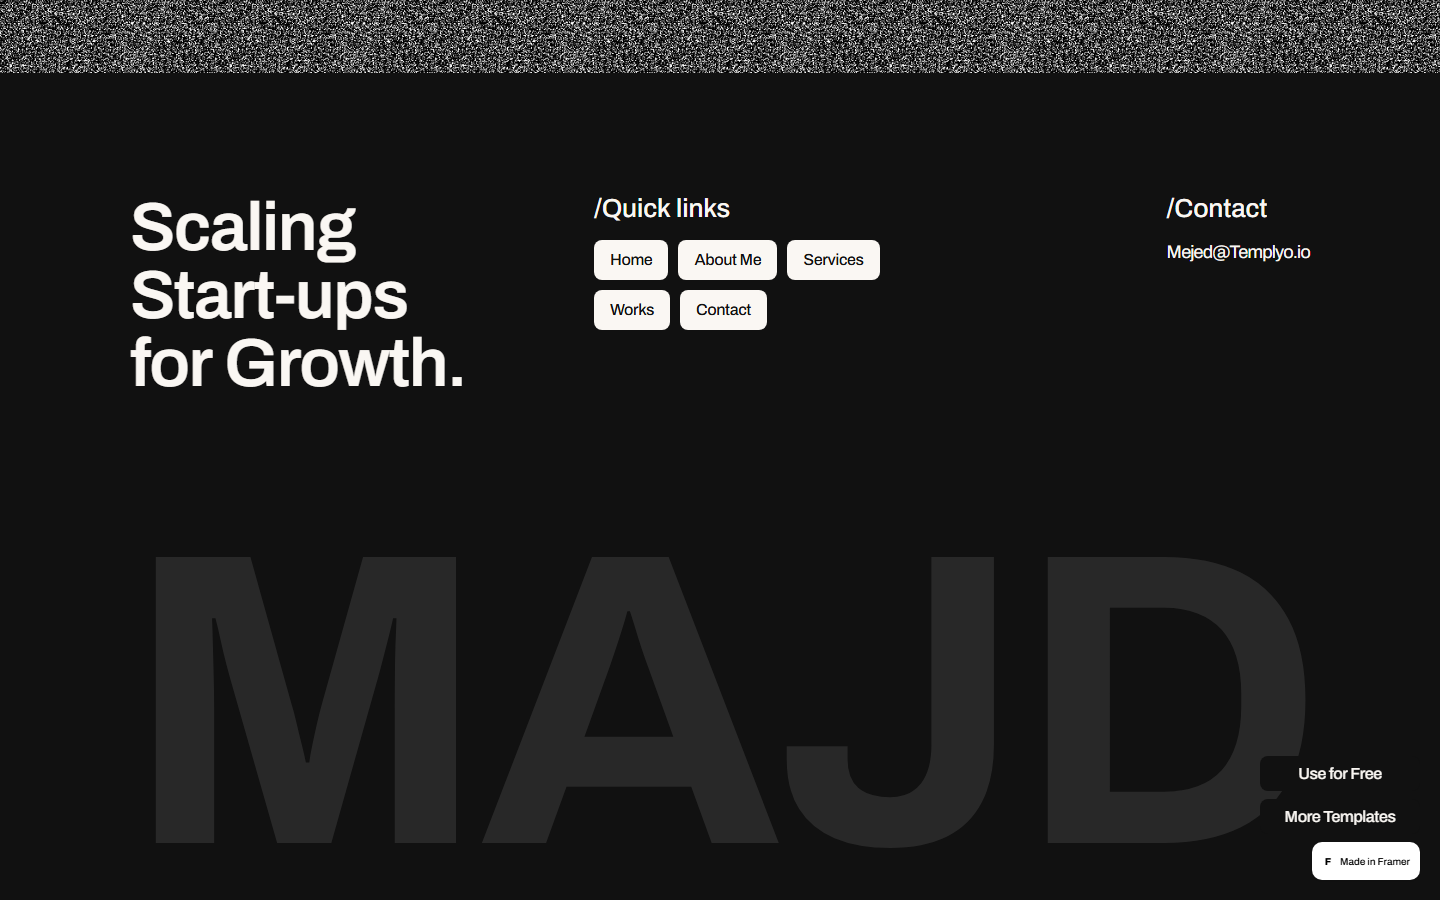 Scaling
Start-ups
for Growth.
/Quick links
Home
About Me
Services
Works
Contact
/Contact
Mejed@Templyo.io
MAJD
Use for Free
More Templates
F Made in Framer